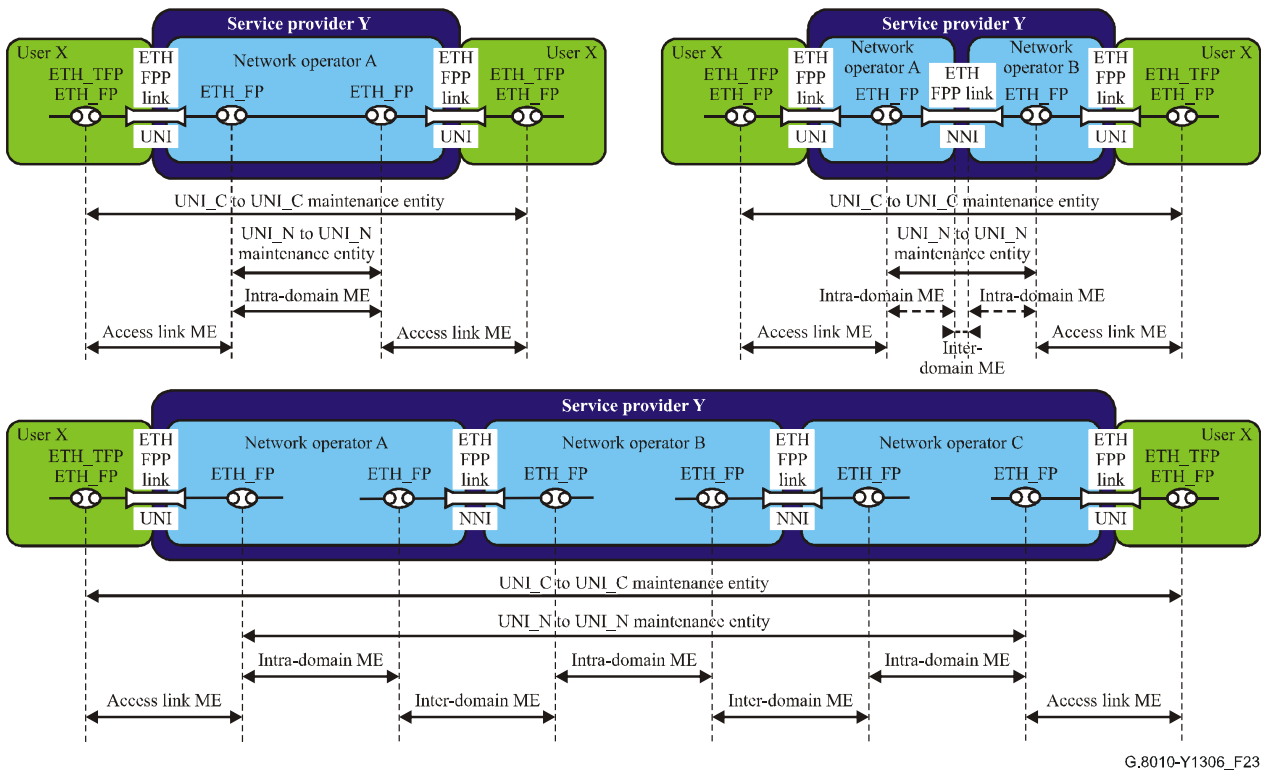 Service provider Y
User X
ETH_TFP
ETH_FP
ETH
FPP
link
UNI
Network operator A
ETH_FP
ETH_FP
ETH
FPP
link
UNI
User X
ETH_TFP
ETH_FP
UNI_C to UNI_C maintenance entity
UNI_N to UNI_N
maintenance entity
Intra-domain ME
Access link ME
Access link ME
Service provider Y
User X
ETH_TFP
ETH_FP
ETH
FPP
link
UNI
Network
operator A
ETH_FP
ETH
FPP link
NNI
Network
operator B
ETH_FP
ETH
FPP
link
UNI
User X
ETH_TFP
ETH_FP
UNI_C to UNI_C maintenance entity
UNI_N to UNI_N
maintenance entity
Intra-domain ME
Intra-domain ME
Access link ME
Access link ME
Inter-
domain ME
Service provider Y
User X
ETH_TFP
ETH_FP
ETH
FPP
link
UNI
Network operator A
ETH_FP
ETH_FP
ETH
FPP
link
NNI
Network operator B
ETH_FP
ETH_FP
ETH
FPP
link
NNI
Network operator C
ETH_FP
ETH_FP
ETH
FPP
link
UNI
User X
ETH_TFP
ETH_FP
UNI_C to UNI_C maintenance entity
UNI_N to UNI_N maintenance entity
Intra-domain ME
Intra-domain ME
Intra-domain ME
Access link ME
Inter-domain ME
Inter-domain ME
Access link ME
G.8010-Y1306_F23